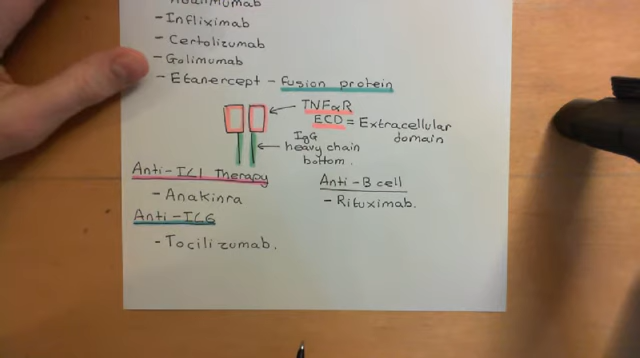 - Infliximab
- Certolizumab
- Golimumab
- Etanercept - fusion protein
TNFαR
ECD = Extracellular domain
IgG
heavy chain
bottom.
Anti-IL1 Therapy
- Anakinra
Anti-IL6
- Tocilizumab.
Anti-B cell
- Rituximab.